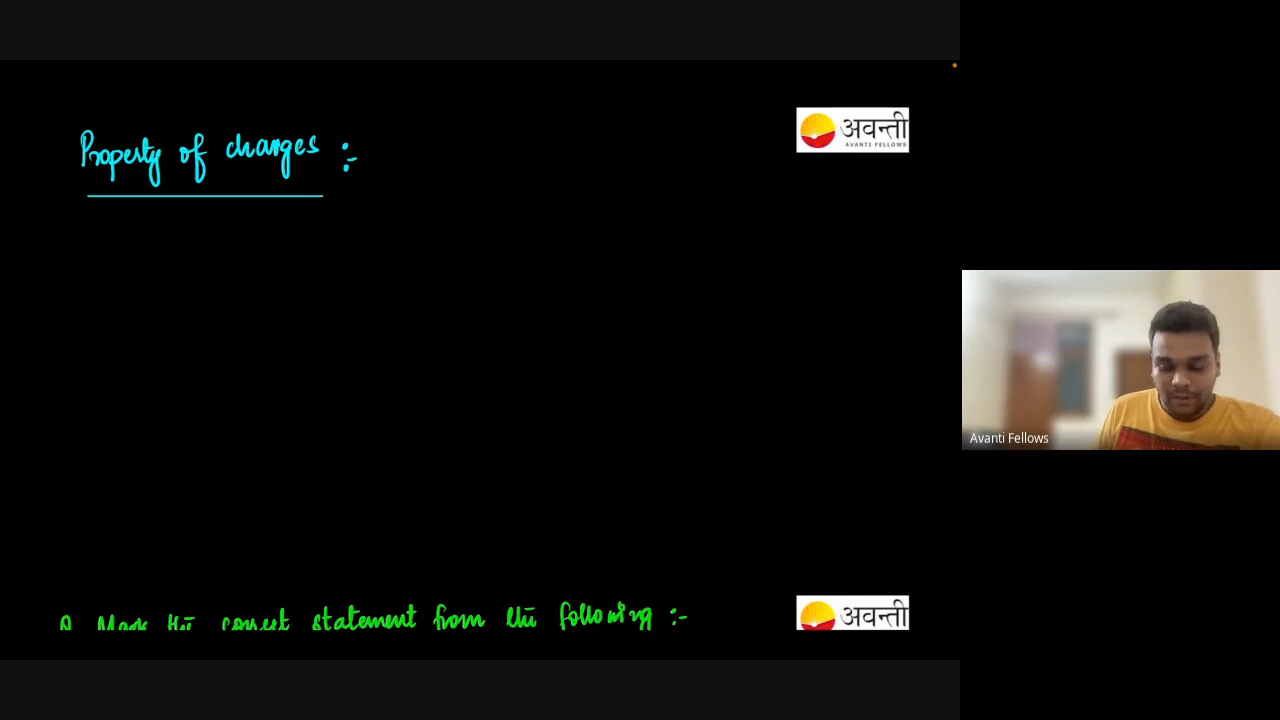 Property of charges :-
अवन्ती
AVANTI FELLOWS
Avanti Fellows
Q. Mark the correct statement from the following :-
अवन्ती